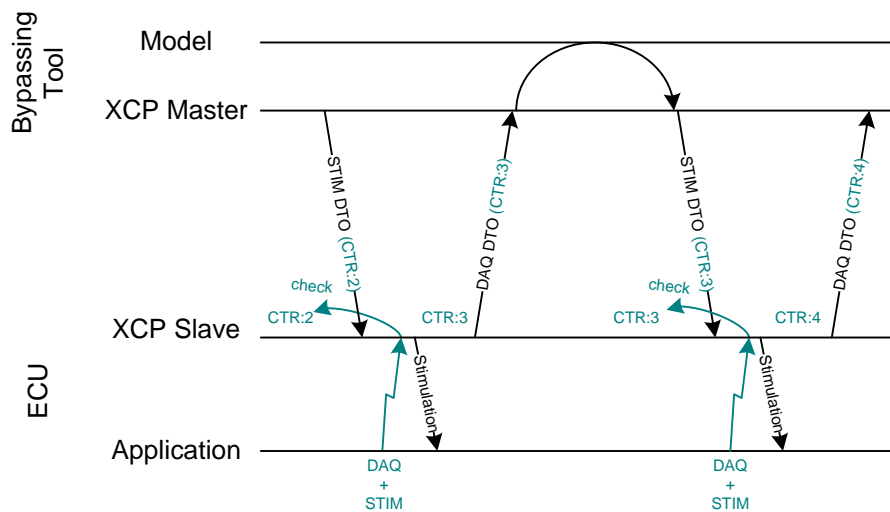 Bypassing
Tool
Model
XCP Master
STIM DTO (CTR:2)
DAQ DTO (CTR:3)
STIM DTO (CTR:3)
DAQ DTO (CTR:4)
check
check
CTR:2
CTR:3
CTR:3
CTR:4
XCP Slave
ECU
Stimulation
Stimulation
Application
DAQ
+
STIM
DAQ
+
STIM